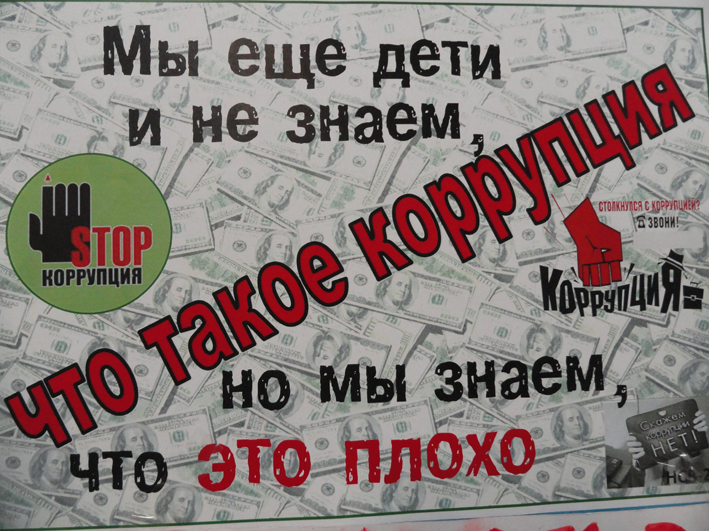 Мы еще дети
и не знаем,
что такое коррупция
STOP
КОРРУПЦИЯ
СТОЛКНУЛСЯ С КОРРУПЦИЕЙ?
ЗВОНИ!
КОРРУПЦИЯ
но мы знаем,
что это плохо
Скажем
коррупции
НЕТ!